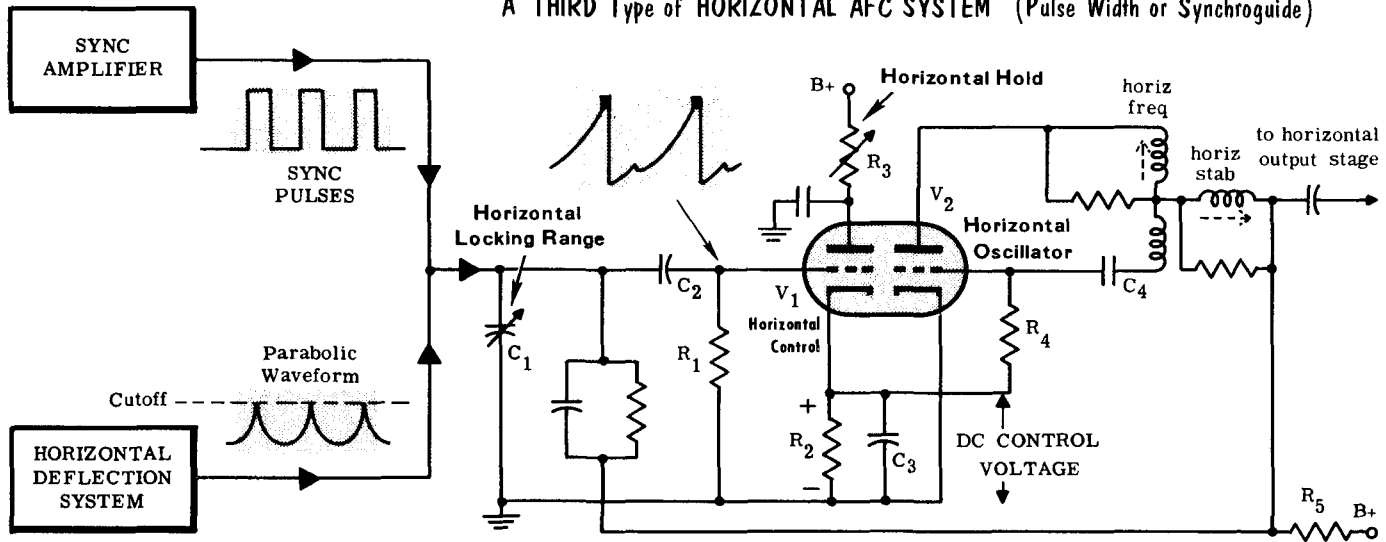 A THIRD Type of HORIZONTAL AFC SYSTEM (Pulse Width or Synchroguide)
SYNC
AMPLIFIER
SYNC
PULSES
Parabolic
Waveform
Cutoff
HORIZONTAL
DEFLECTION
SYSTEM
Horizontal
Locking Range
C1
C2
R1
B+
Horizontal Hold
R3
V1
Horizontal
Control
V2
Horizontal
Oscillator
R4
C4
horiz
freq
horiz
stab
to horizontal
output stage
+
R2
−
C3
DC CONTROL
VOLTAGE
R5
B+